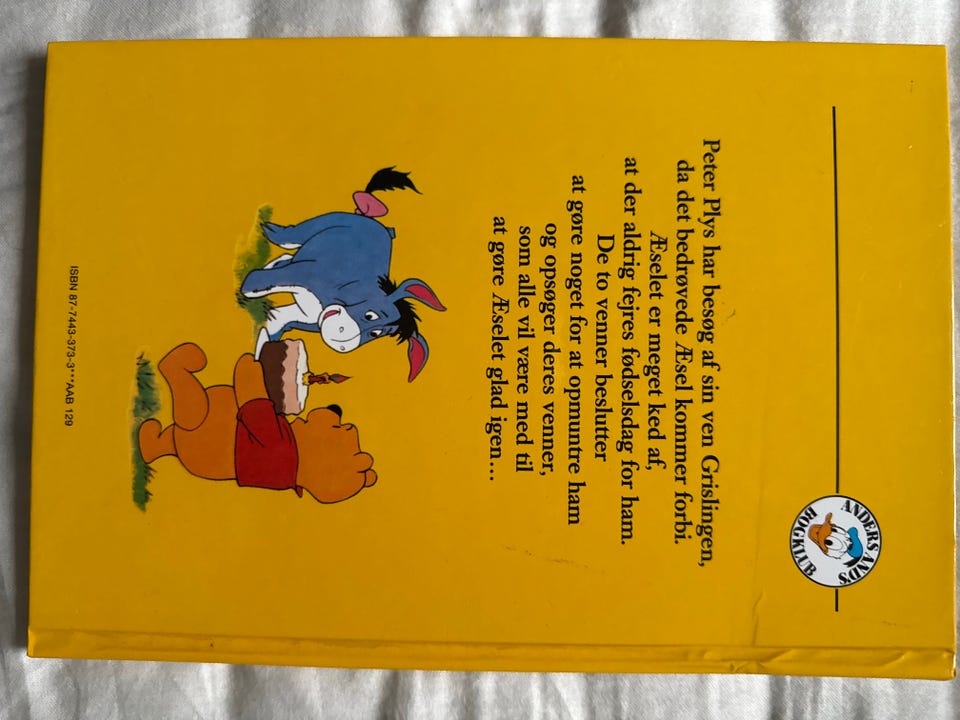 ANDERS AND'S
BOGKLUB
Peter Plys har besøg af sin ven Grislingen,
da det bedrøvede Æsel kommer forbi.
Æselet er meget ked af,
at der aldrig fejres fødselsdag for ham.
De to venner beslutter
at gøre noget for at opmuntre ham
og opsøger deres venner,
som alle vil være med til
at gøre Æselet glad igen...
ISBN 87-7443-373-3***AAB 129